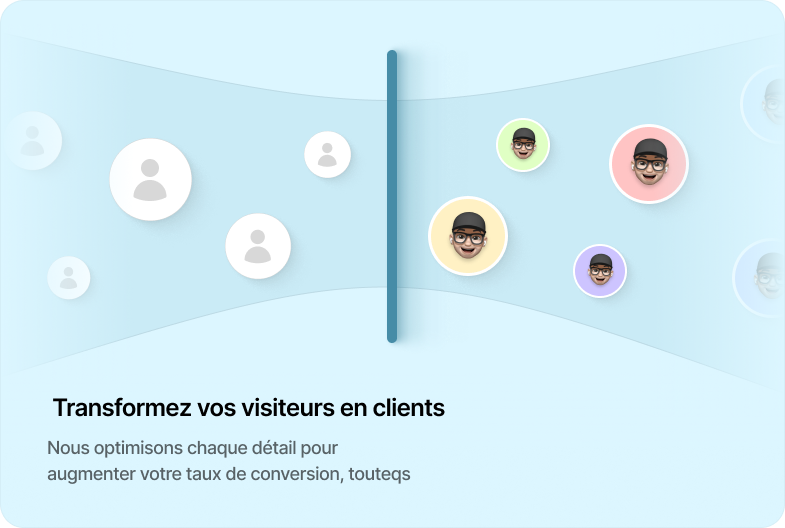 Transformez vos visiteurs en clients
Nous optimisons chaque détail pour
augmenter votre taux de conversion, touteqs